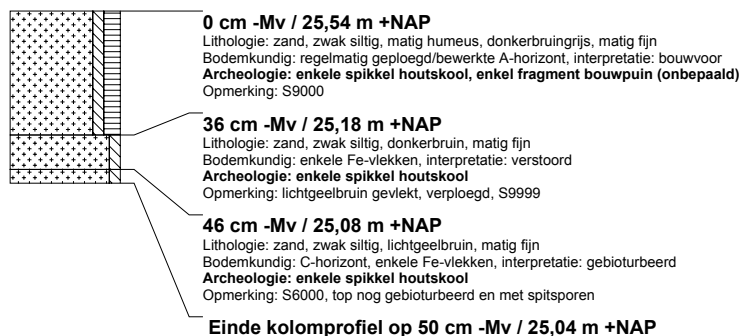 0 cm -Mv / 25,54 m +NAP
Lithologie: zand, zwak siltig, matig humeus, donkerbruingrijs, matig fijn
Bodemkundig: regelmatig geploegd/bewerkte A-horizont, interpretatie: bouwvoor
Archeologie: enkele spikkel houtskool, enkel fragment bouwpuin (onbepaald)
Opmerking: S9000
36 cm -Mv / 25,18 m +NAP
Lithologie: zand, zwak siltig, donkerbruin, matig fijn
Bodemkundig: enkele Fe-vlekken, interpretatie: verstoord
Archeologie: enkele spikkel houtskool
Opmerking: lichtgeelbruin gevlekt, verploegd, S9999
46 cm -Mv / 25,08 m +NAP
Lithologie: zand, zwak siltig, lichtgeelbruin, matig fijn
Bodemkundig: C-horizont, enkele Fe-vlekken, interpretatie: gebioturbeerd
Archeologie: enkele spikkel houtskool
Opmerking: S6000, top nog gebioturbeerd en met spitsporen
Einde kolomprofiel op 50 cm -Mv / 25,04 m +NAP